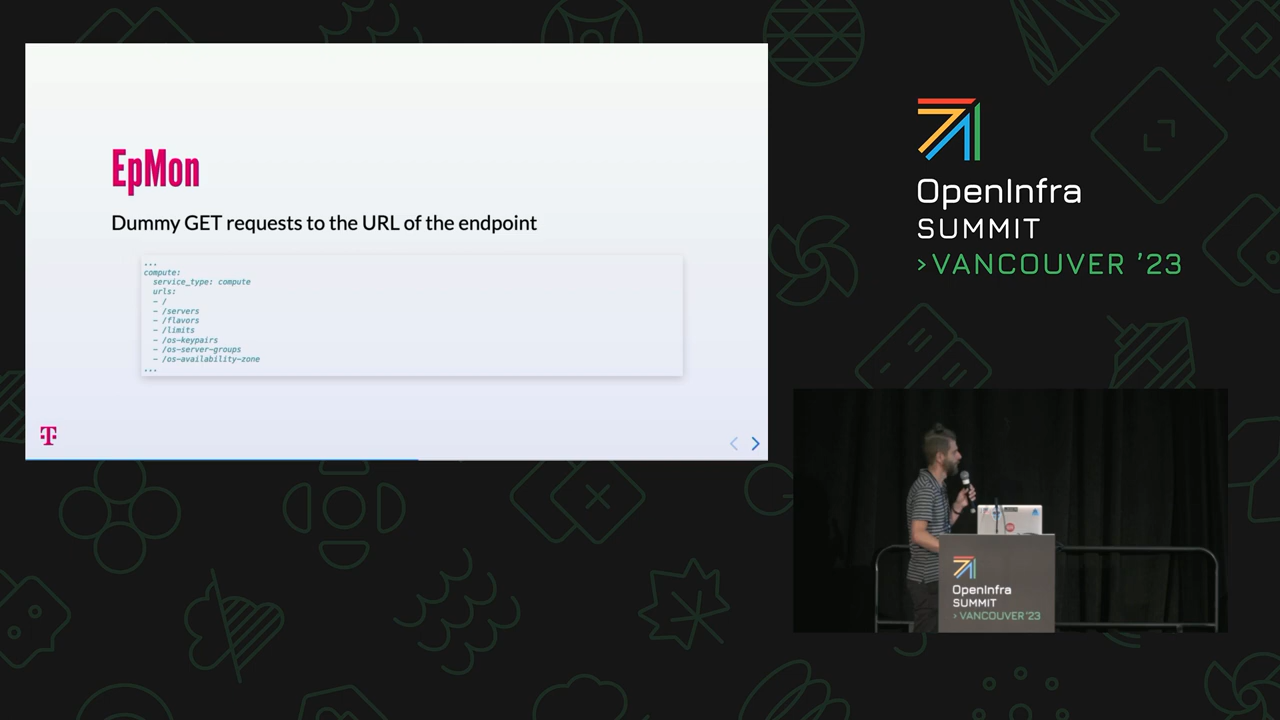 EpMon
Dummy GET requests to the URL of the endpoint
...
compute:
service_type: compute
urls:
- /
- /servers
- /flavors
- /limits
- /os-keypairs
- /os-server-groups
- /os-availability-zone
...
T
OpenInfra
SUMMIT
>VANCOUVER '23
OpenInfra
SUMMIT
>VANCOUVER'23